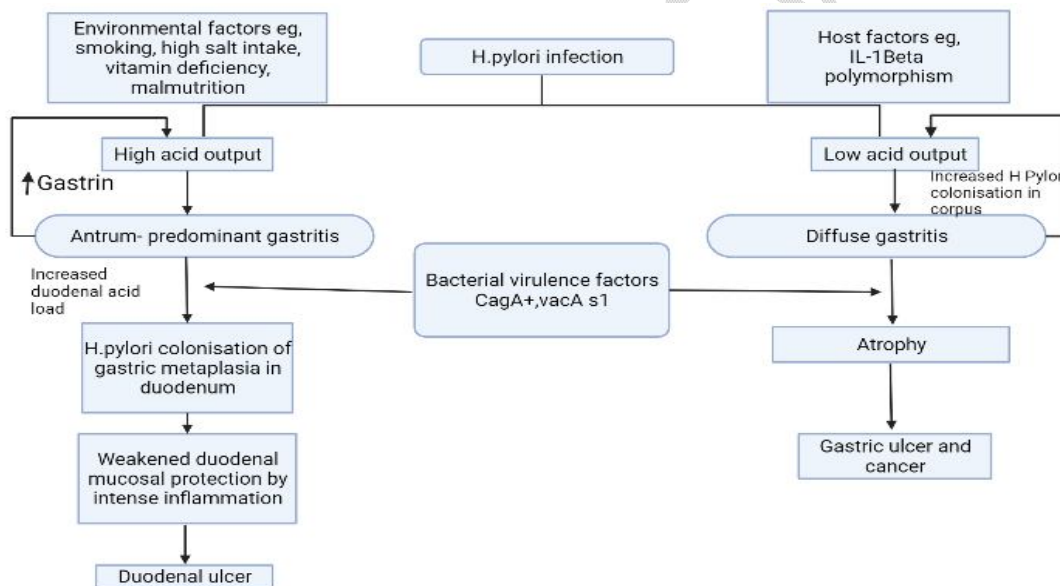 Environmental factors eg,
smoking, high salt intake,
vitamin deficiency,
malmutrition
H.pylori infection
Host factors eg,
IL-1Beta
polymorphism
High acid output
Low acid output
Gastrin
Increased H Pylori
colonisation in
corpus
Antrum- predominant gastritis
Diffuse gastritis
Increased
duodenal acid
load
Bacterial virulence factors
CagA+,vacA s1
H.pylori colonisation of
gastric metaplasia in
duodenum
Atrophy
Weakened duodenal
mucosal protection by
intense inflammation
Gastric ulcer and
cancer
Duodenal ulcer